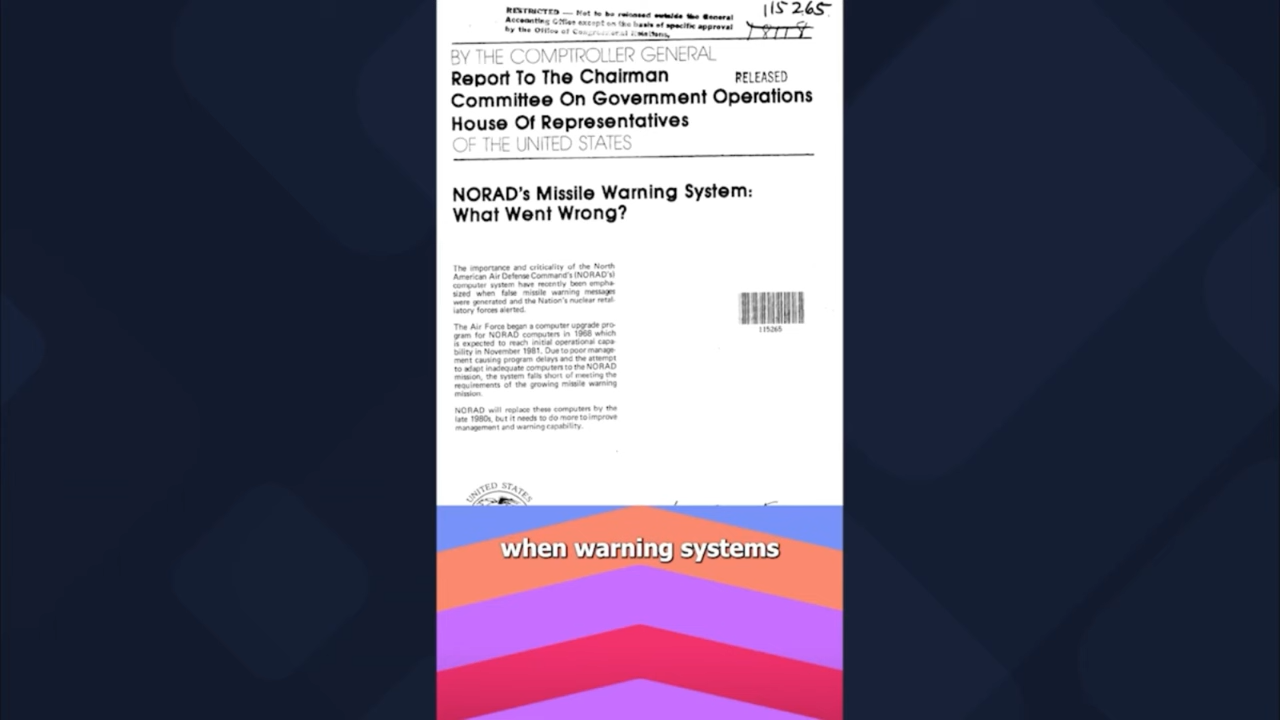 RESTRICTED — Not to be released outside the General
Accounting Office except on the basis of specific approval
by the Office of Congressional Relations.
115265
BY THE COMPTROLLER GENERAL
Report To The Chairman
RELEASED
Committee On Government Operations
House Of Representatives
OF THE UNITED STATES
NORAD's Missile Warning System:
What Went Wrong?
The importance and criticality of the North
American Air Defense Command's (NORAD's)
computer system have recently been empha-
sized when false missile warning messages
were generated and the Nation's nuclear retal-
iatory forces alerted.
The Air Force began a computer upgrade pro-
gram for NORAD computers in 1968 which
is expected to reach initial operational capa-
bility in November 1981. Due to poor manage-
ment causing program delays and the attempt
to adapt inadequate computers to the NORAD
mission, the system falls short of meeting the
requirements of the growing missile warning
mission.
NORAD will replace these computers by the
late 1980s, but it needs to do more to improve
management and warning capability.
115265
UNITED STATES
when warning systems